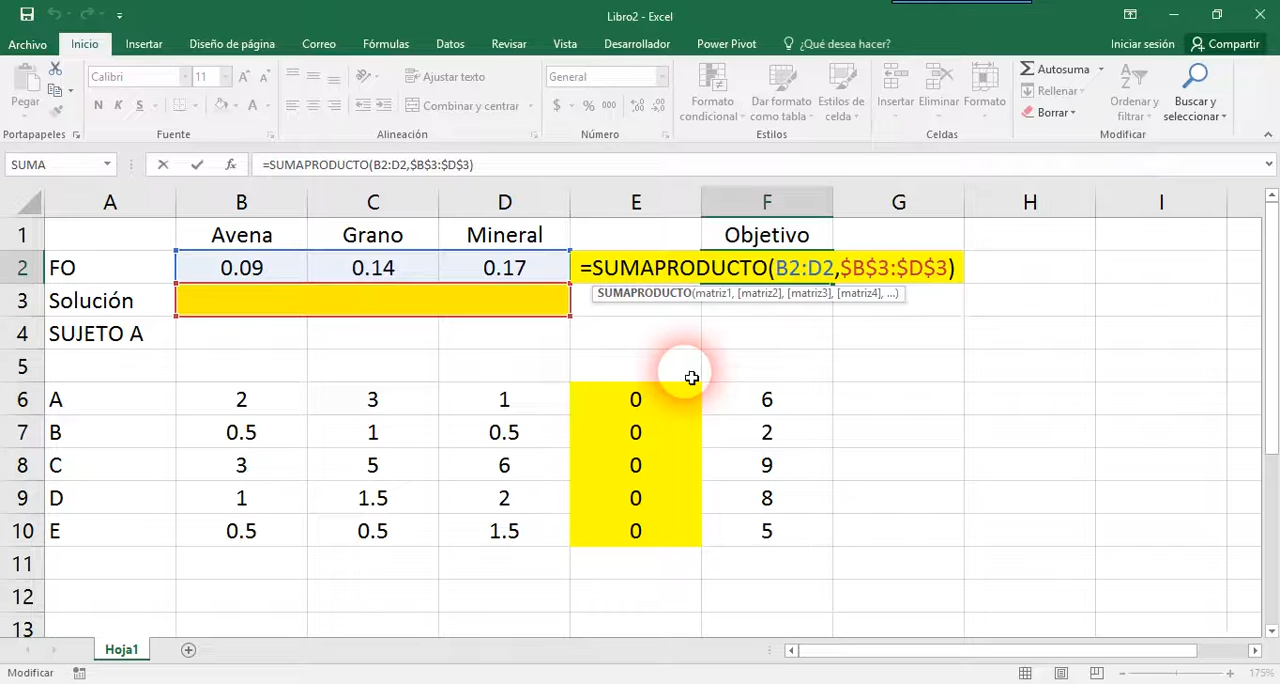 Libro2 - Excel
Archivo Inicio Insertar Diseño de página Correo Fórmulas Datos Revisar Vista Desarrollador Power Pivot ¿Qué desea hacer? Iniciar sesión Compartir
Pegar
Calibri 11
N K S
A A
Ajustar texto
Combinar y centrar
General
$ % 000
Formato condicional
Dar formato como tabla
Estilos de celda
Insertar Eliminar Formato
Autosuma
Rellenar
Borrar
Ordenar y filtrar
Buscar y seleccionar
Portapapeles Fuente Alineación Número Estilos Celdas Modificar
SUMA fx =SUMAPRODUCTO(B2:D2,$B$3:$D$3)
A B C D E F G H I
1 Avena Grano Mineral Objetivo
2 FO 0.09 0.14 0.17 =SUMAPRODUCTO(B2:D2,$B$3:$D$3)
SUMAPRODUCTO(matriz1, [matriz2], [matriz3], [matriz4], ...)
3 Solución
4 SUJETO A
5
6 A 2 3 1 0 6
7 B 0.5 1 0.5 0 2
8 C 3 5 6 0 9
9 D 1 1.5 2 0 8
10 E 0.5 0.5 1.5 0 5
11
12
13
Hoja1
Modificar 175%